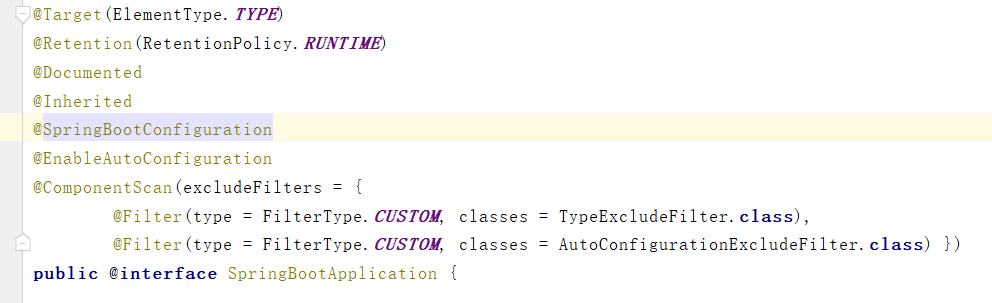 @Target(ElementType.TYPE)
@Retention(RetentionPolicy.RUNTIME)
@Documented
@Inherited
@SpringBootConfiguration
@EnableAutoConfiguration
@ComponentScan(excludeFilters = {
        @Filter(type = FilterType.CUSTOM, classes = TypeExcludeFilter.class),
        @Filter(type = FilterType.CUSTOM, classes = AutoConfigurationExcludeFilter.class) })
public @interface SpringBootApplication {